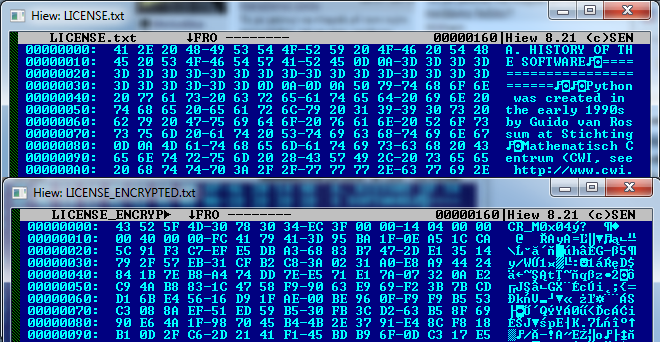 Hiew: LICENSE.txt
LICENSE.txt ↓FRO -------- 00000160|Hiew 8.21 (c)SEN
00000000: 41 2E 20 48-49 53 54 4F-52 59 20 4F-46 20 54 48 A. HISTORY OF TH
00000010: 45 20 53 4F-46 54 57 41-52 45 0D 0A-3D 3D 3D 3D E SOFTWARE♪◙====
00000020: 3D 3D 3D 3D-3D 3D 3D 3D-3D 3D 3D 3D-3D 3D 3D 3D ================
00000030: 3D 3D 3D 3D-3D 3D 0D 0A-0D 0A 50 79-74 68 6F 6E ======♪◙♪◙Python
00000040: 20 77 61 73-20 63 72 65-61 74 65 64-20 69 6E 20 was created in
00000050: 74 68 65 20-65 61 72 6C-79 20 31 39-39 30 73 20 the early 1990s
00000060: 62 79 20 47-75 69 64 6F-20 76 61 6E-20 52 6F 73 by Guido van Ros
00000070: 73 75 6D 20-61 74 20 53-74 69 63 68-74 69 6E 67 sum at Stichting
00000080: 0D 0A 4D 61-74 68 65 6D-61 74 69 73-63 68 20 43 ♪◙Mathematisch C
00000090: 65 6E 74 72-75 6D 20 28-43 57 49 2C-20 73 65 65 entrum (CWI, see
000000A0: 20 68 74 74-70 3A 2F 2F-77 77 77 2E-63 77 69 2E http://www.cwi.
Hiew: LICENSE_ENCRYPTED.txt
LICENSE_ENCRYP► ↓FRO -------- 00000160|Hiew 8.21 (c)SEN
00000000: 43 52 5F 4D-30 78 30 34-EC 3F 00 00-14 04 00 00
00000010: 00 40 00 00-FC 41 79 41-3D 95 BA 1F-0E A5 1C CA
00000020: 5C 91 F3 C7-EF E5 DB A3-68 83 B7 47-2D E1 35 14
00000030: 79 2F 57 EB-31 CF B2 C8-30 02 31 A0-E8 A9 44 24
00000040: 84 1B 7E B8-A4 74 DD 7E-E5 71 E1 7A-07 32 0A E2
00000050: C9 4A B8 83-1C 47 58 F9-90 63 E9 69-F2 3B 7B CD
00000060: D1 6B E4 56-16 D9 1F AE-00 BE 96 0F-F9 F9 B5 53
00000070: C3 08 8A EF-51 ED 59 B5-30 FB 3C D2-63 B5 8F 69
00000080: 90 E6 4A 1F-98 70 45 B4-4B 2E 37 91-E4 8C F8 18
00000090: B1 0D 2F C6-2D 21 41 F1-45 BD B9 6F-0D C3 17 E5